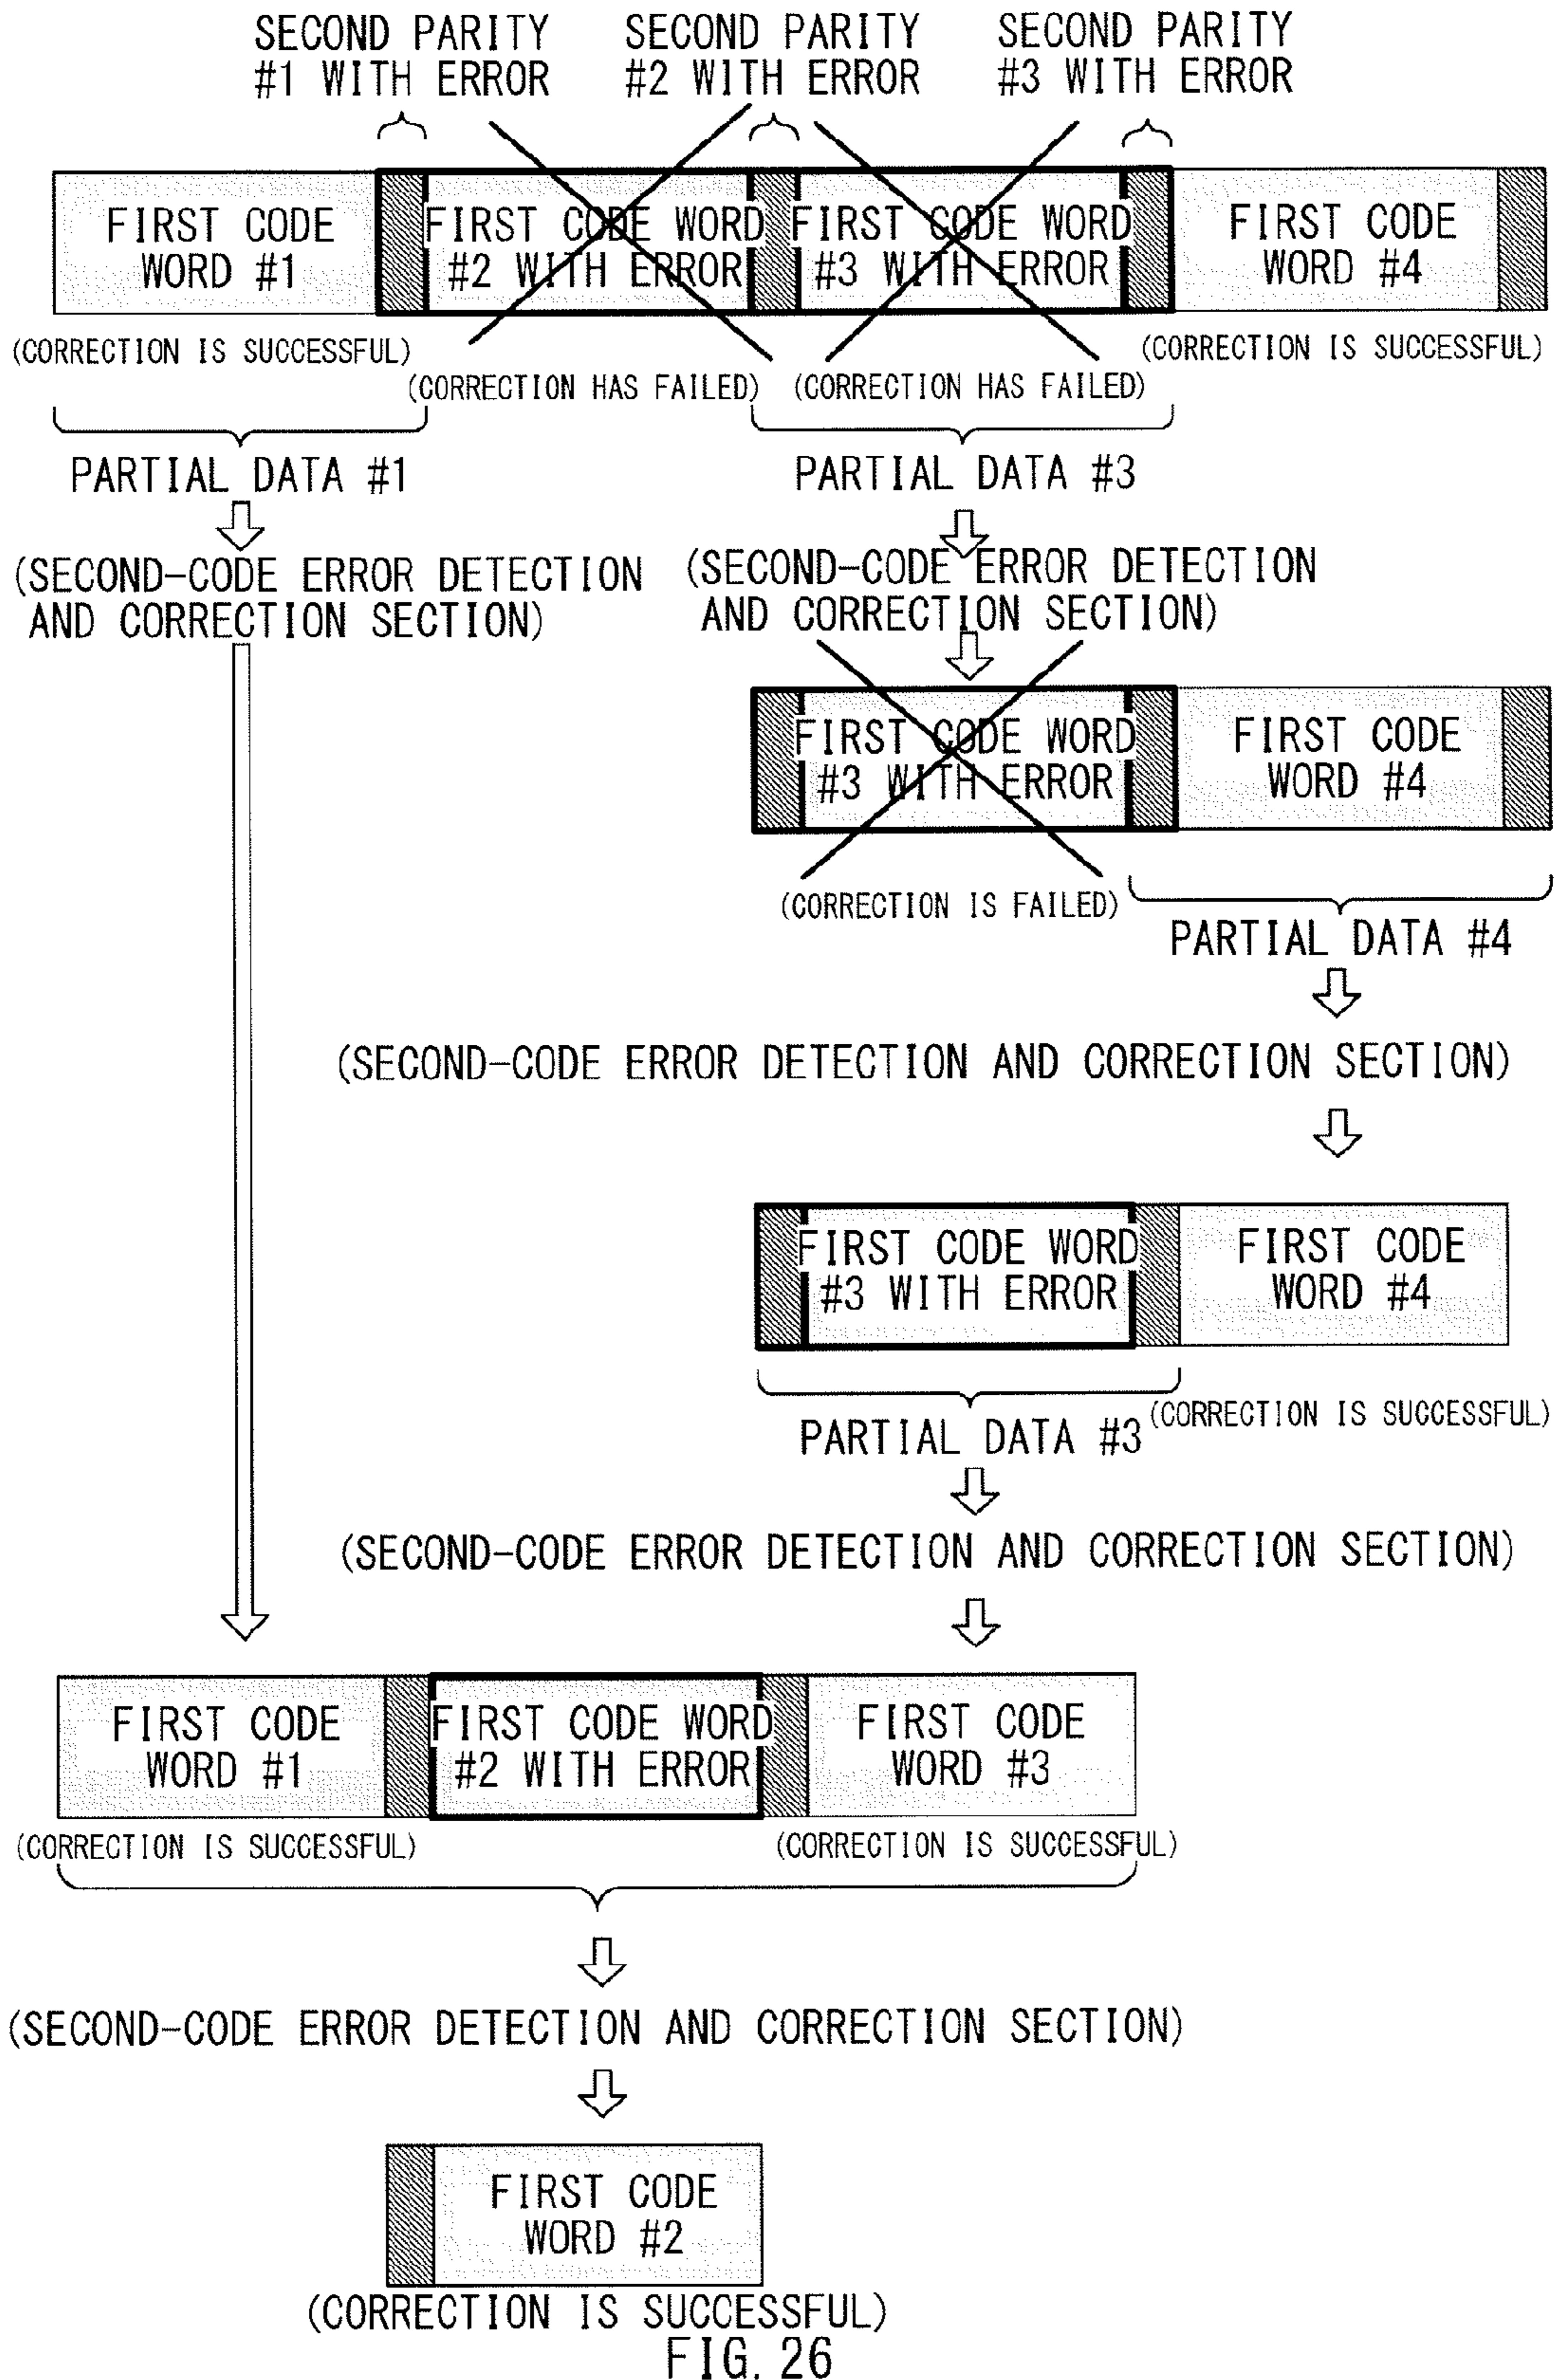 SECOND PARITY
#1 WITH ERROR
SECOND PARITY
#2 WITH ERROR
SECOND PARITY
#3 WITH ERROR
FIRST CODE
WORD #1
FIRST CODE WORD
#2 WITH ERROR
FIRST CODE WORD
#3 WITH ERROR
FIRST CODE
WORD #4
(CORRECTION IS SUCCESSFUL)
(CORRECTION HAS FAILED)
(CORRECTION HAS FAILED)
(CORRECTION IS SUCCESSFUL)
PARTIAL DATA #1
PARTIAL DATA #3
(SECOND-CODE ERROR DETECTION
AND CORRECTION SECTION)
(SECOND-CODE ERROR DETECTION
AND CORRECTION SECTION)
FIRST CODE WORD
#3 WITH ERROR
FIRST CODE
WORD #4
(CORRECTION IS FAILED)
PARTIAL DATA #4
(SECOND-CODE ERROR DETECTION AND CORRECTION SECTION)
FIRST CODE WORD
#3 WITH ERROR
FIRST CODE
WORD #4
PARTIAL DATA #3
(CORRECTION IS SUCCESSFUL)
(SECOND-CODE ERROR DETECTION AND CORRECTION SECTION)
FIRST CODE
WORD #1
FIRST CODE WORD
#2 WITH ERROR
FIRST CODE
WORD #3
(CORRECTION IS SUCCESSFUL)
(CORRECTION IS SUCCESSFUL)
(SECOND-CODE ERROR DETECTION AND CORRECTION SECTION)
FIRST CODE
WORD #2
(CORRECTION IS SUCCESSFUL)
FIG. 26